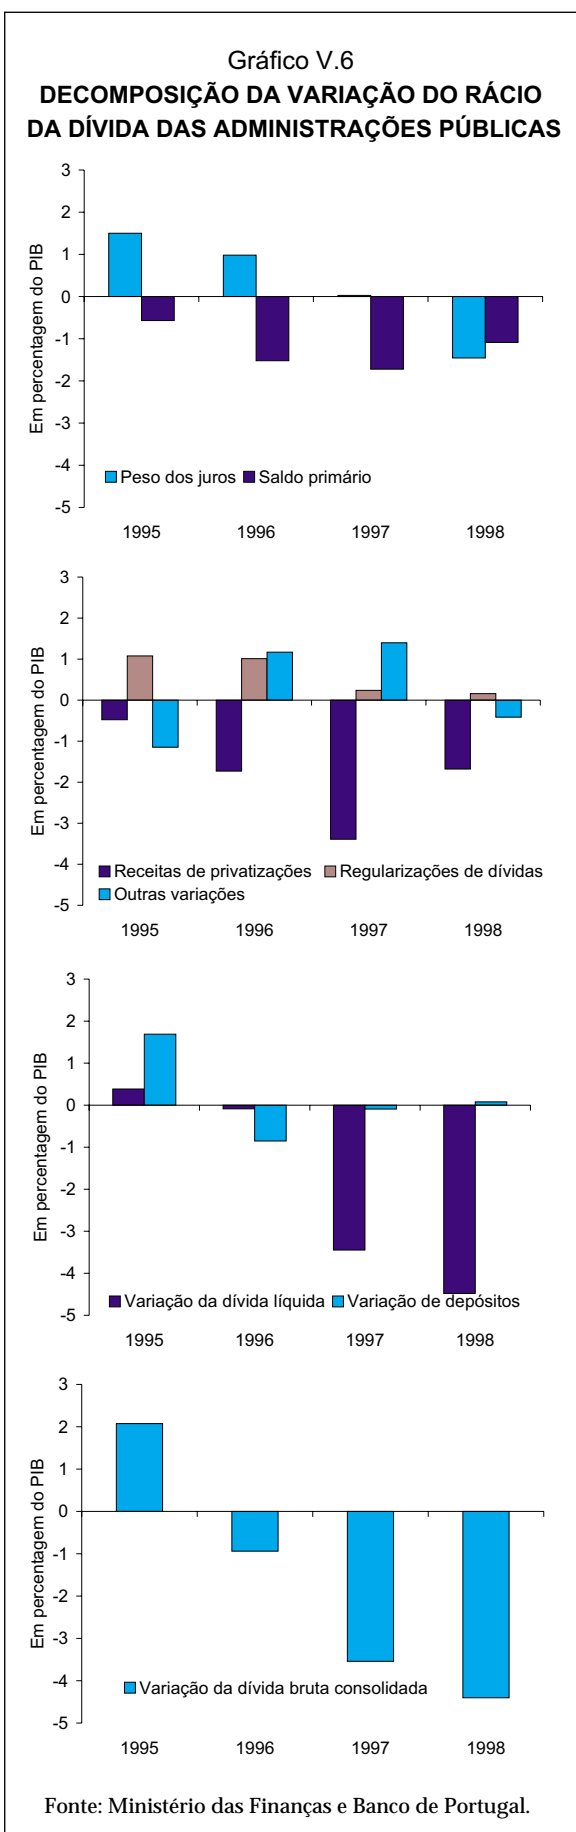 Gráfico V.6
DECOMPOSIÇÃO DA VARIAÇÃO DO RÁCIO
DA DÍVIDA DAS ADMINISTRAÇÕES PÚBLICAS
3
2
1
0
-1
-2
-3
-4
-5
Em percentagem do PIB
Peso dos juros Saldo primário
1995 1996 1997 1998
3
2
1
0
-1
-2
-3
-4
-5
Em percentagem do PIB
Receitas de privatizações Regularizações de dívidas
Outras variações
1995 1996 1997 1998
3
2
1
0
-1
-2
-3
-4
-5
Em percentagem do PIB
Variação da dívida líquida Variação de depósitos
1995 1996 1997 1998
3
2
1
0
-1
-2
-3
-4
-5
Em percentagem do PIB
Variação da dívida bruta consolidada
1995 1996 1997 1998
Fonte: Ministério das Finanças e Banco de Portugal.